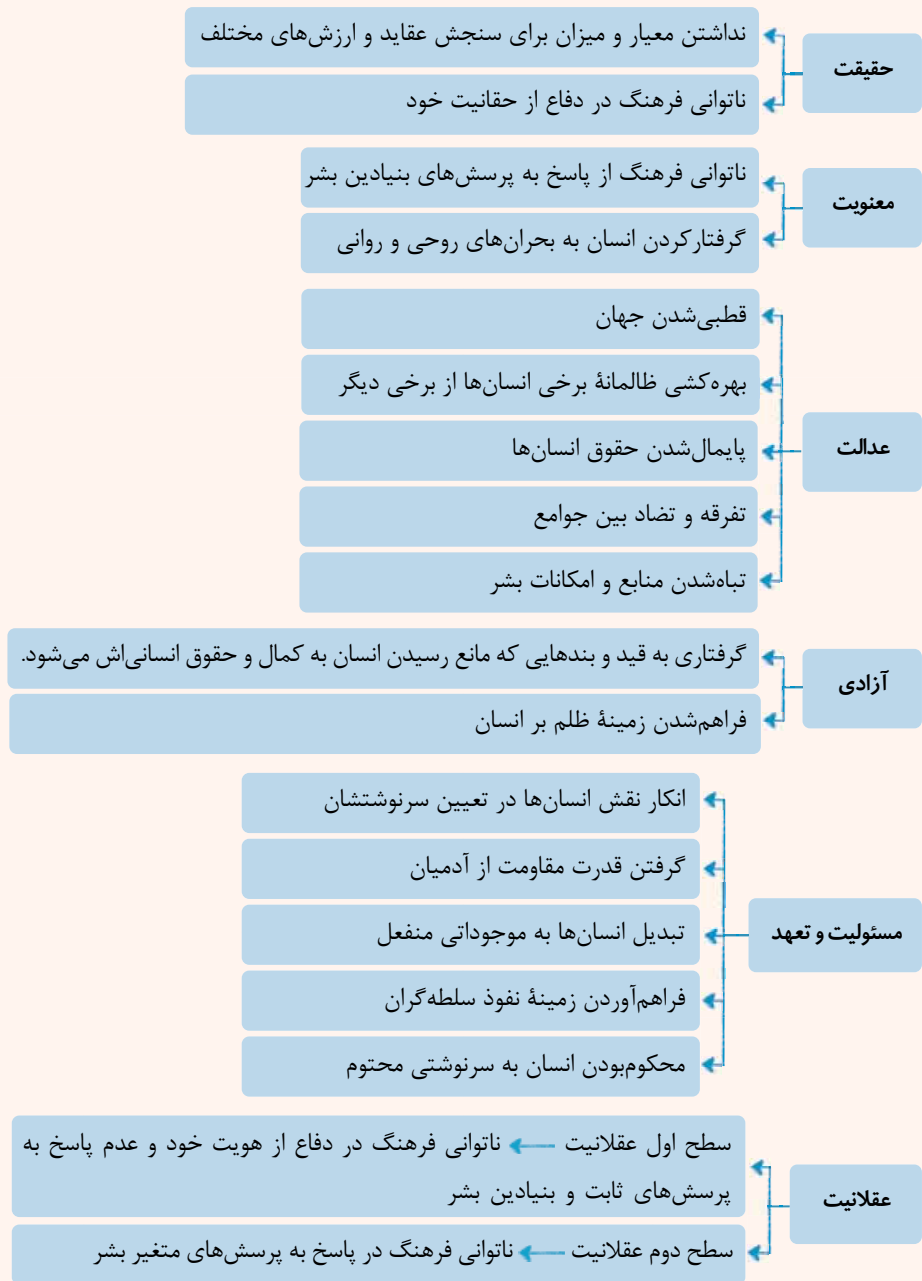 حقیقت
نداشتن معیار و میزان برای سنجش عقاید و ارزش‌های مختلف
ناتوانی فرهنگ در دفاع از حقانیت خود
معنویت
ناتوانی فرهنگ از پاسخ به پرسش‌های بنیادین بشر
گرفتارکردن انسان به بحران‌های روحی و روانی
عدالت
قطبی‌شدن جهان
بهره‌کشی ظالمانهٔ برخی انسان‌ها از برخی دیگر
پایمال‌شدن حقوق انسان‌ها
تفرقه و تضاد بین جوامع
تباه‌شدن منابع و امکانات بشر
آزادی
گرفتاری به قید و بندهایی که مانع رسیدن انسان به کمال و حقوق انسانی‌اش می‌شود.
فراهم‌شدن زمینهٔ ظلم بر انسان
مسئولیت و تعهد
انکار نقش انسان‌ها در تعیین سرنوشتشان
گرفتن قدرت مقاومت از آدمیان
تبدیل انسان‌ها به موجوداتی منفعل
فراهم‌آوردن زمینهٔ نفوذ سلطه‌گران
محکوم‌بودن انسان به سرنوشتی محتوم
عقلانیت
سطح اول عقلانیت ← ناتوانی فرهنگ در دفاع از هویت خود و عدم پاسخ به
پرسش‌های ثابت و بنیادین بشر
سطح دوم عقلانیت ← ناتوانی فرهنگ در پاسخ به پرسش‌های متغیر بشر